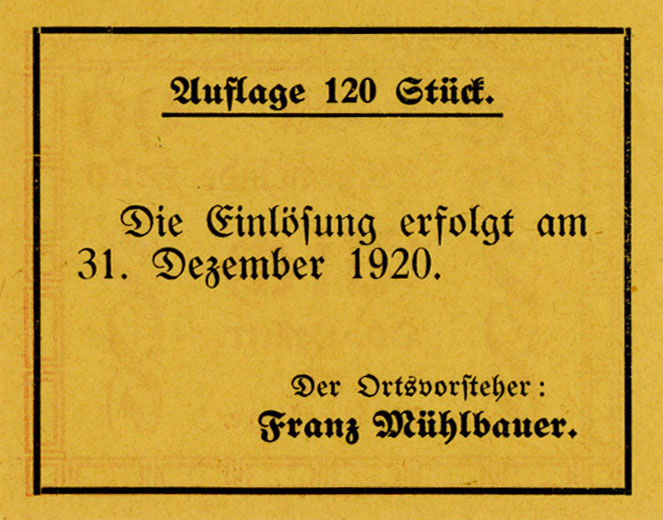 Auflage 120 Stück.
Die Einlösung erfolgt am
31. Dezember 1920.
Der Ortsvorsteher:
Franz Mühlbauer.